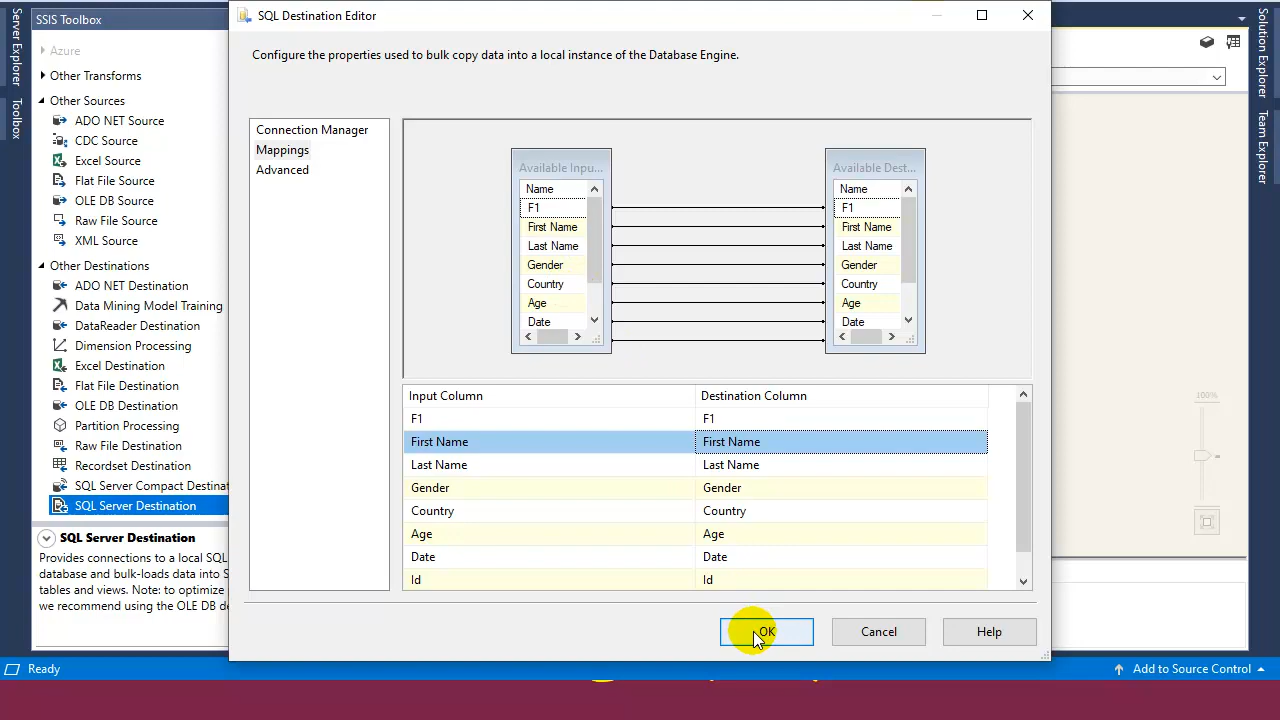 SSIS Toolbox
Server Explorer
Toolbox
Azure
Other Transforms
Other Sources
ADO NET Source
CDC Source
Excel Source
Flat File Source
OLE DB Source
Raw File Source
XML Source
Other Destinations
ADO NET Destination
Data Mining Model Training
DataReader Destination
Dimension Processing
Excel Destination
Flat File Destination
OLE DB Destination
Partition Processing
Raw File Destination
Recordset Destination
SQL Server Compact Destinat
SQL Server Destination
SQL Server Destination
Provides connections to a local SQL
database and bulk-loads data into S
tables and views. Note: to optimize
we recommend using the OLE DB de
SQL Destination Editor
Configure the properties used to bulk copy data into a local instance of the Database Engine.
Connection Manager
Mappings
Advanced
Available Inpu...
Name
F1
First Name
Last Name
Gender
Country
Age
Date
Available Dest...
Name
F1
First Name
Last Name
Gender
Country
Age
Date
Input Column Destination Column
F1 F1
First Name First Name
Last Name Last Name
Gender Gender
Country Country
Age Age
Date Date
Id Id
OK Cancel Help
100%
Solution Explorer
Team Explorer
Ready
Add to Source Control